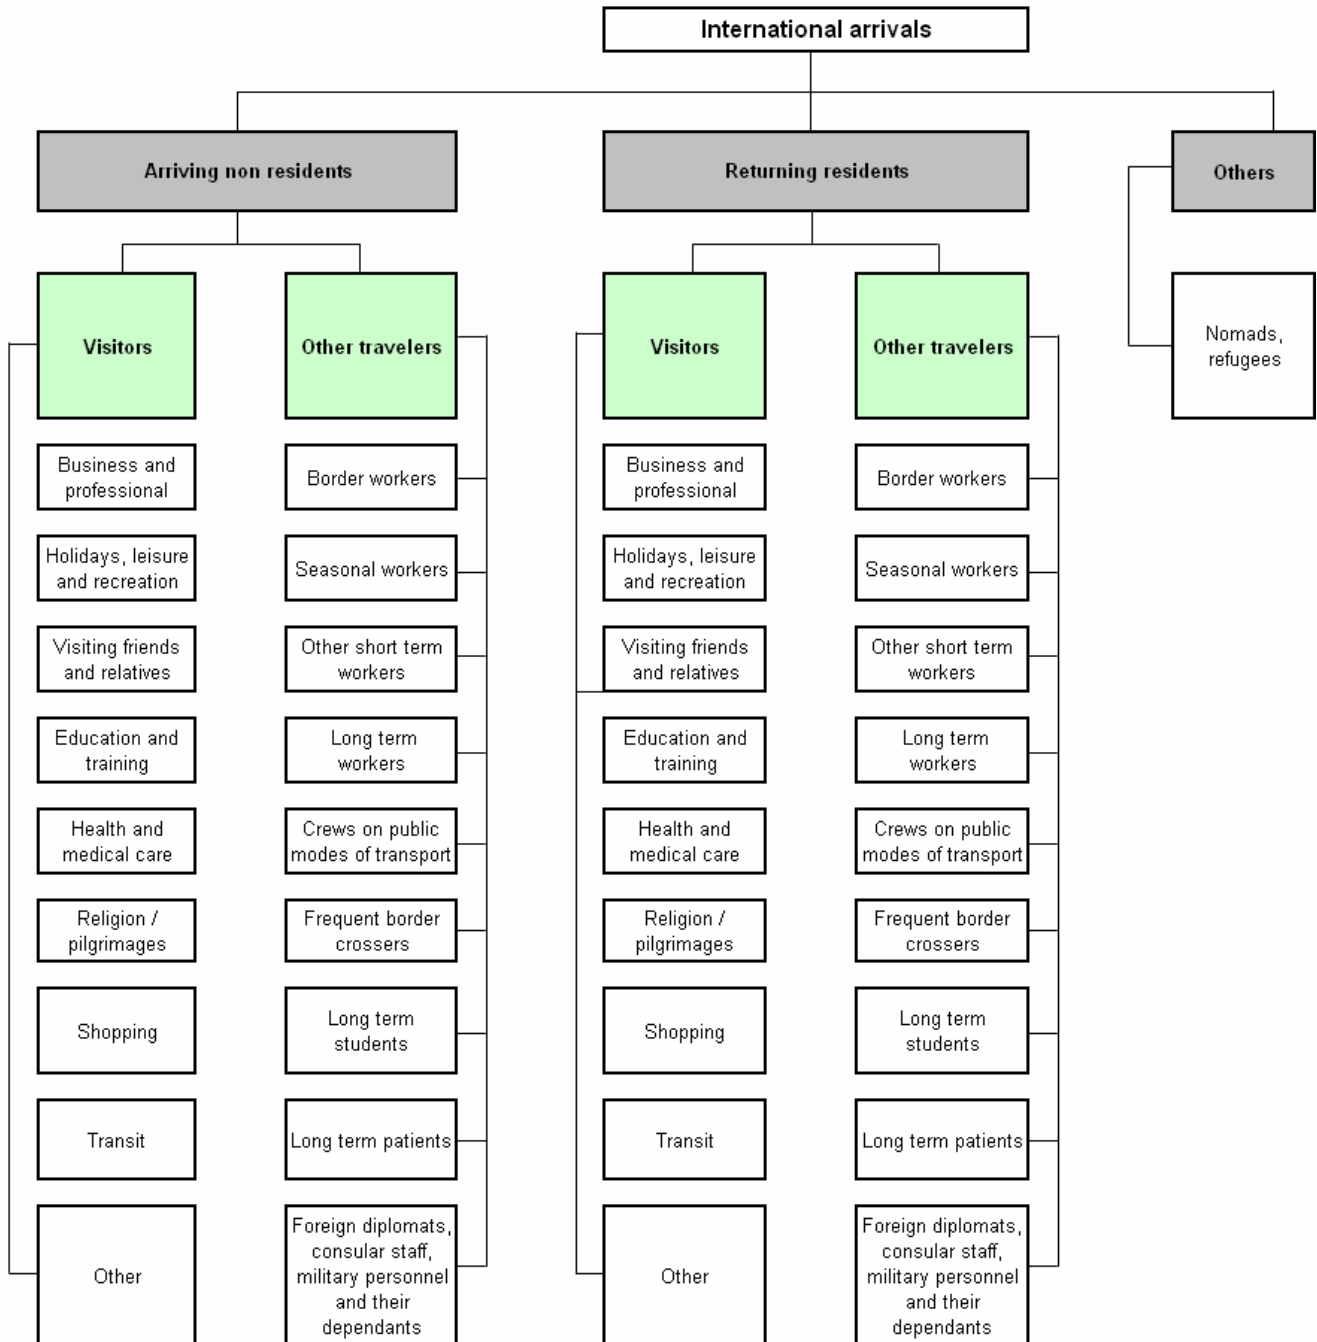 International arrivals
Arriving non residents
Returning residents
Others
Visitors
Other travelers
Visitors
Other travelers
Nomads,
refugees
Business and
professional
Border workers
Business and
professional
Border workers
Holidays, leisure
and recreation
Seasonal workers
Holidays, leisure
and recreation
Seasonal workers
Visiting friends
and relatives
Other short term
workers
Visiting friends
and relatives
Other short term
workers
Education and
training
Long term
workers
Education and
training
Long term
workers
Health and
medical care
Crews on public
modes of transport
Health and
medical care
Crews on public
modes of transport
Religion /
pilgrimages
Frequent border
crossers
Religion /
pilgrimages
Frequent border
crossers
Shopping
Long term
students
Shopping
Long term
students
Transit
Long term patients
Transit
Long term patients
Other
Foreign diplomats,
consular staff,
military personnel
and their
dependants
Other
Foreign diplomats,
consular staff,
military personnel
and their
dependants